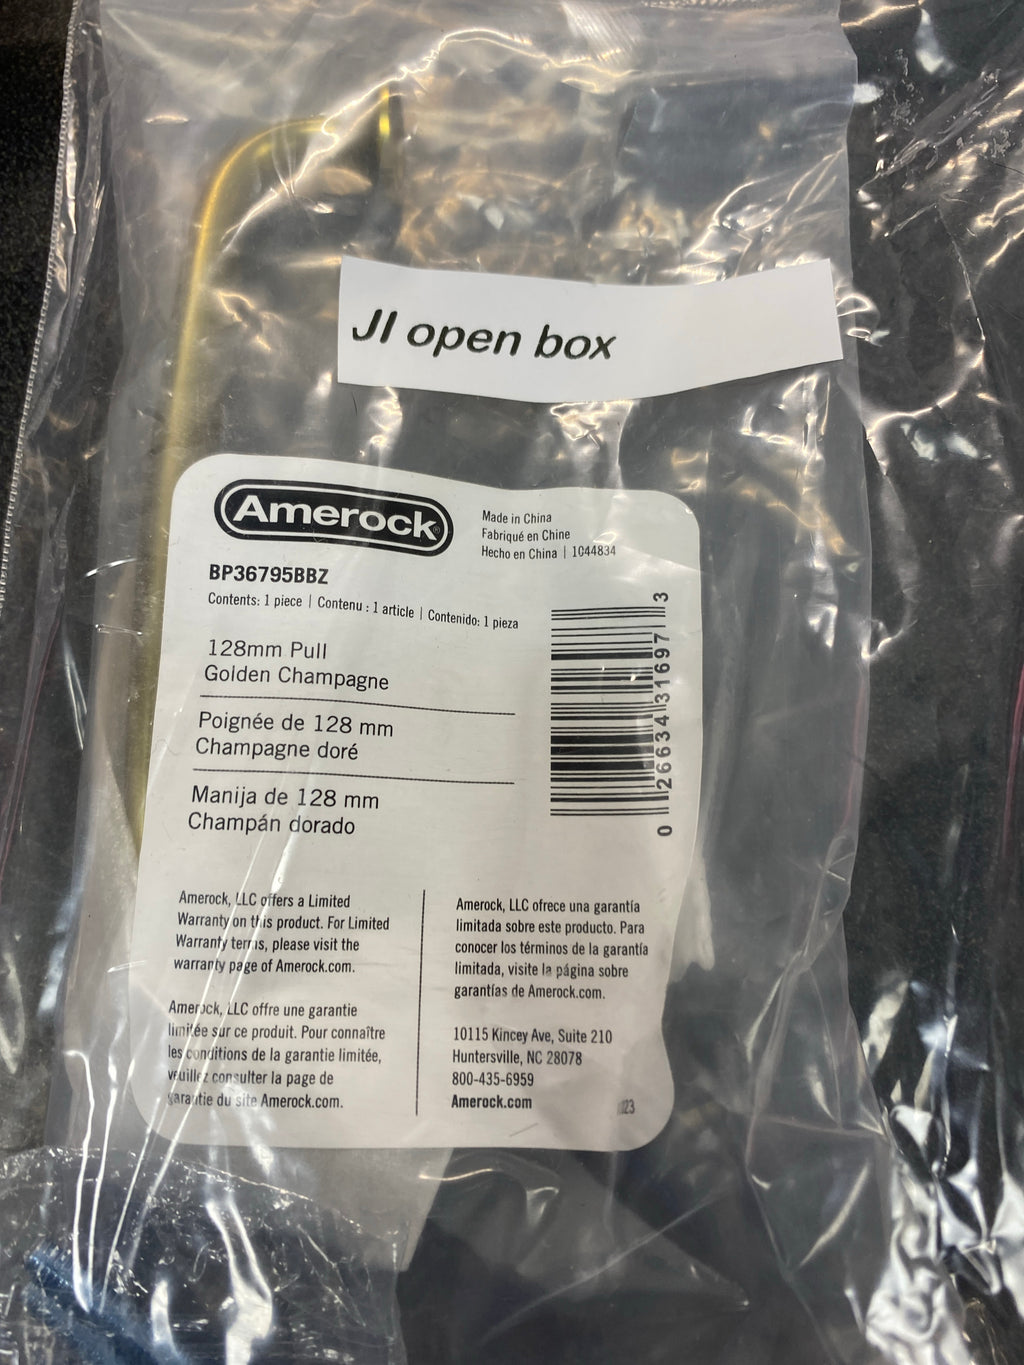 JI open box
Amerock®
Made in China
Fabriqué en Chine
Hecho en China | 1044834
BP36795BBZ
Contents: 1 piece | Contenu : 1 article | Contenido: 1 pieza
128mm Pull
Golden Champagne
Poignée de 128 mm
Champagne doré
Manija de 128 mm
Champán dorado
0 26634 31697 3
Amerock, LLC offers a Limited
Warranty on this product. For Limited
Warranty terms, please visit the
warranty page of Amerock.com.
Amerock, LLC offre une garantie
limitée sur ce produit. Pour connaître
les conditions de la garantie limitée,
veuillez consulter la page de
garantie du site Amerock.com.
Amerock, LLC ofrece una garantía
limitada sobre este producto. Para
conocer los términos de la garantía
limitada, visite la página sobre
garantías de Amerock.com.
10115 Kincey Ave, Suite 210
Huntersville, NC 28078
800-435-6959
Amerock.com